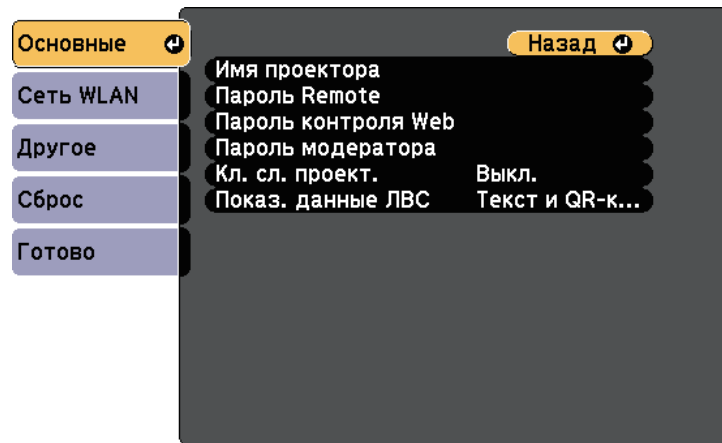 Основные
Сеть WLAN
Другое
Сброс
Готово
Назад
Имя проектора
Пароль Remote
Пароль контроля Web
Пароль модератора
Кл. сл. проект. Выкл.
Показ. данные ЛВС Текст и QR-к...